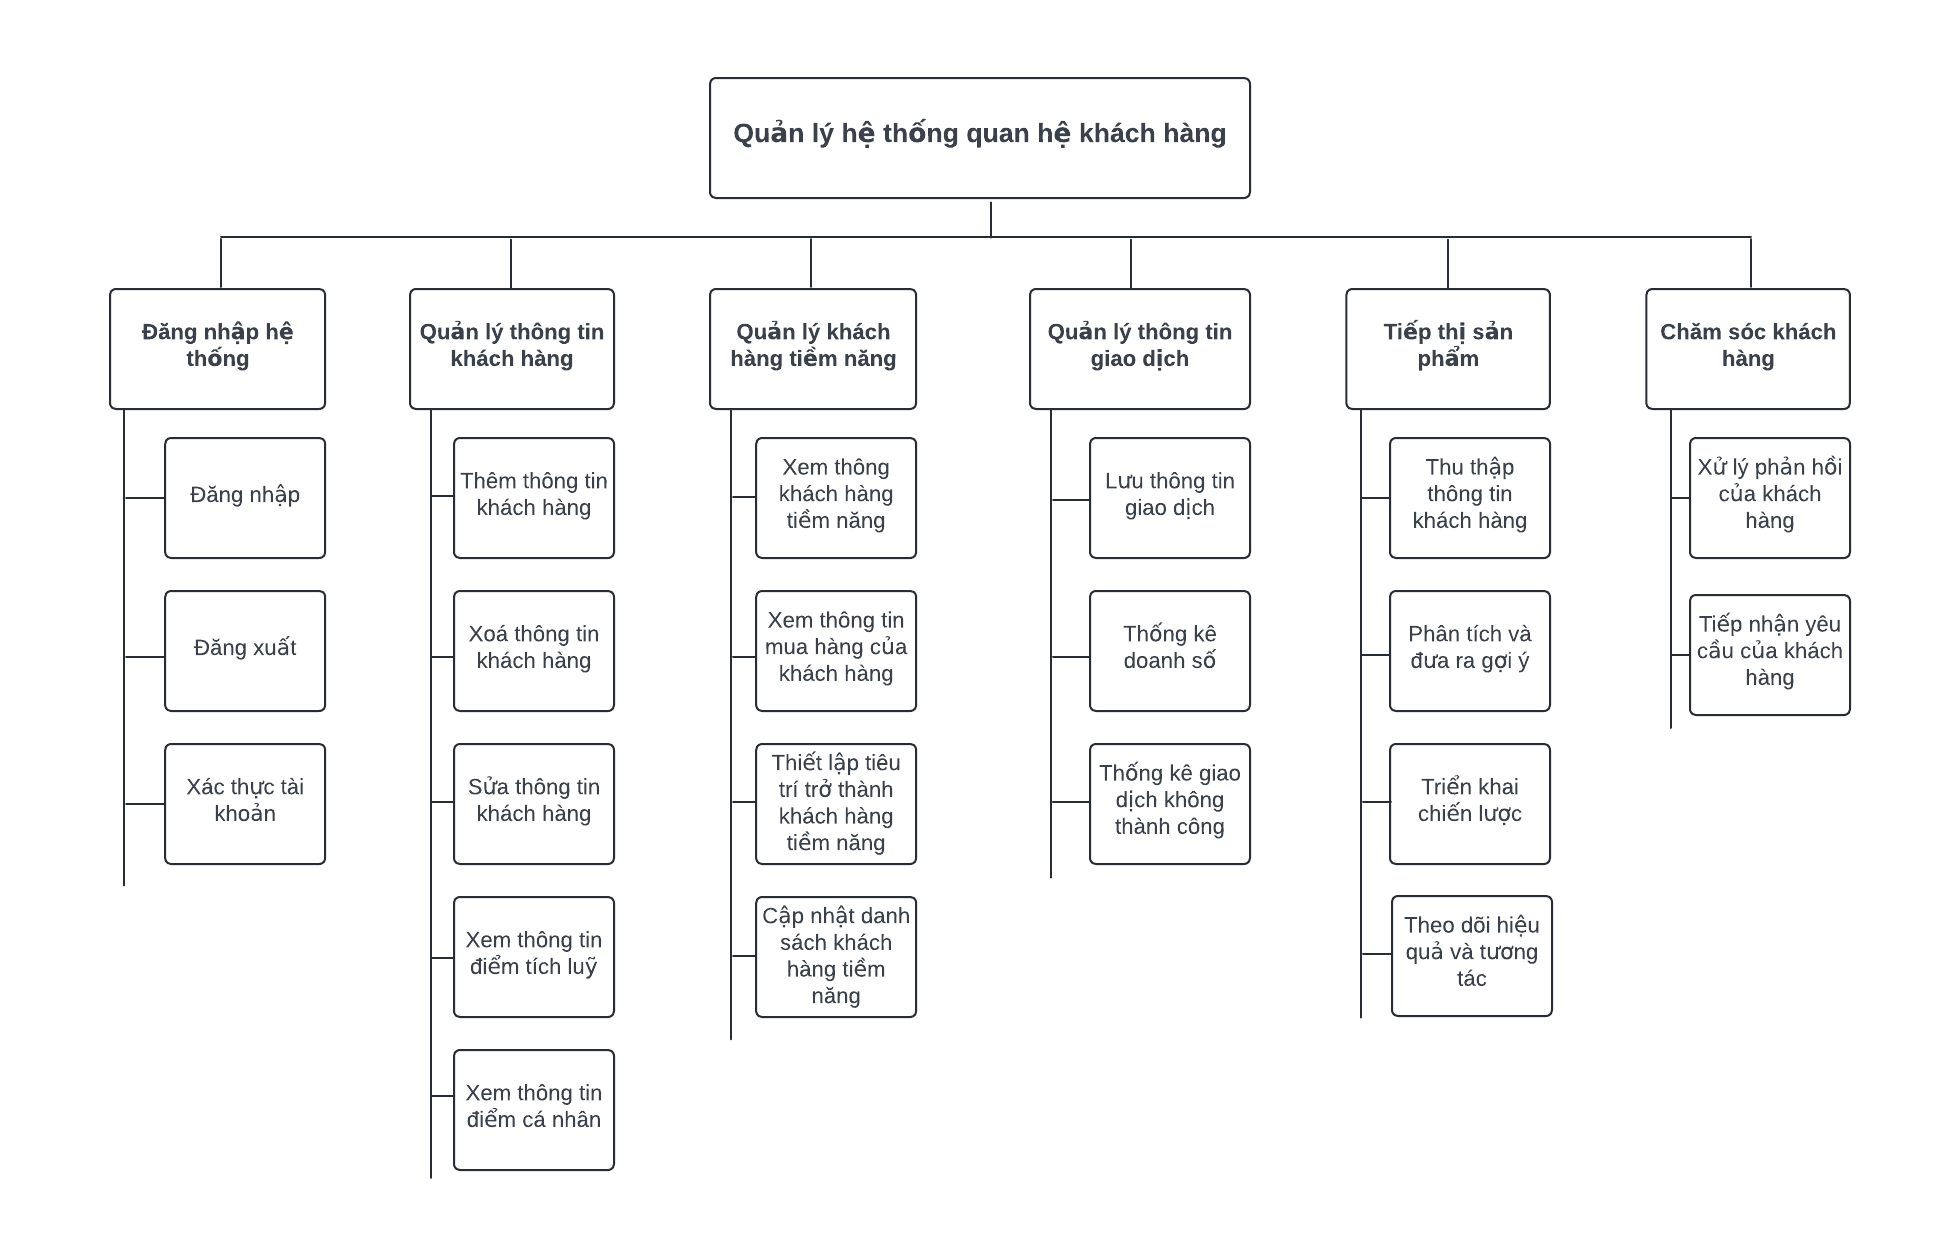 Quản lý hệ thống quan hệ khách hàng
Đăng nhập hệ
thống
Đăng nhập
Đăng xuất
Xác thực tài
khoản
Quản lý thông tin
khách hàng
Thêm thông tin
khách hàng
Xoá thông tin
khách hàng
Sửa thông tin
khách hàng
Xem thông tin
điểm tích luỹ
Xem thông tin
điểm cá nhân
Quản lý khách
hàng tiềm năng
Xem thông
khách hàng
tiềm năng
Xem thông tin
mua hàng của
khách hàng
Thiết lập tiêu
trí trở thành
khách hàng
tiềm năng
Cập nhật danh
sách khách
hàng tiềm
năng
Quản lý thông tin
giao dịch
Lưu thông tin
giao dịch
Thống kê
doanh số
Thống kê giao
dịch không
thành công
Tiếp thị sản
phẩm
Thu thập
thông tin
khách hàng
Phân tích và
đưa ra gợi ý
Triển khai
chiến lược
Theo dõi hiệu
quả và tương
tác
Chăm sóc khách
hàng
Xử lý phản hồi
của khách
hàng
Tiếp nhận yêu
cầu của khách
hàng